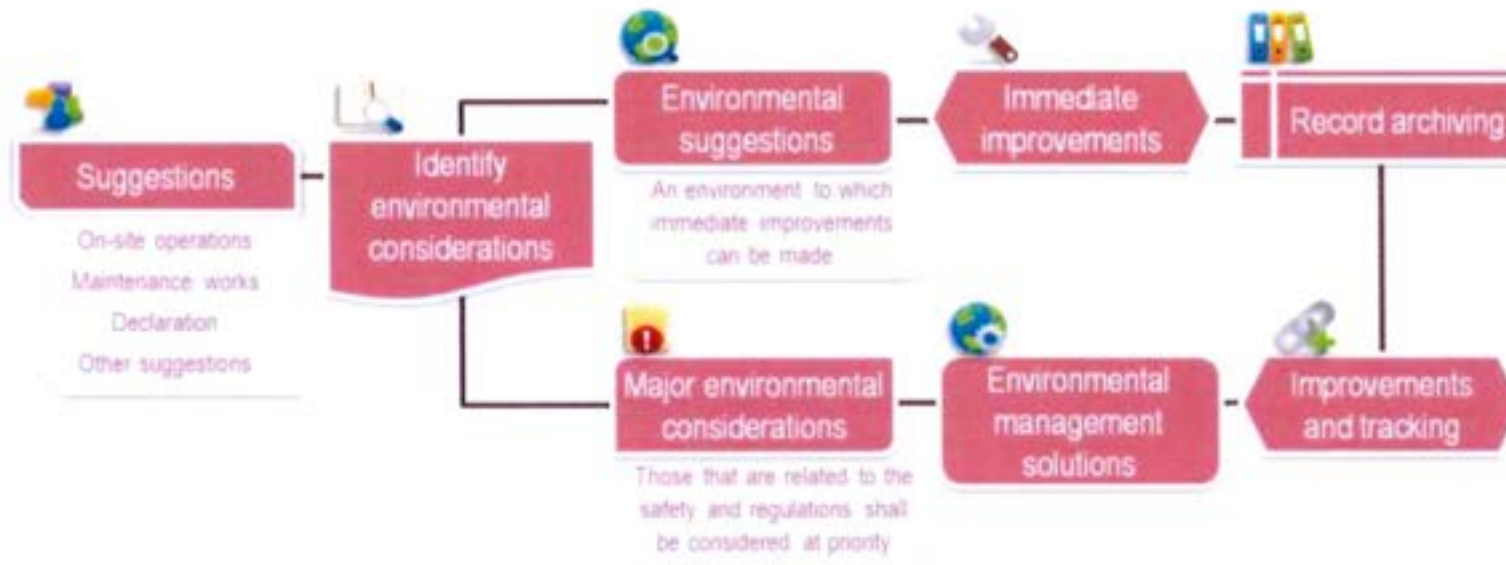 Suggestions
On-site operations
Maintenance works
Declaration
Other suggestions
Identify
environmental
considerations
Environmental
suggestions
An environment to which
immediate improvements
can be made
Immediate
improvements
Record archiving
Major environmental
considerations
Those that are related to the
safety and regulations shall
be considered at priority
Environmental
management
solutions
Improvements
and tracking